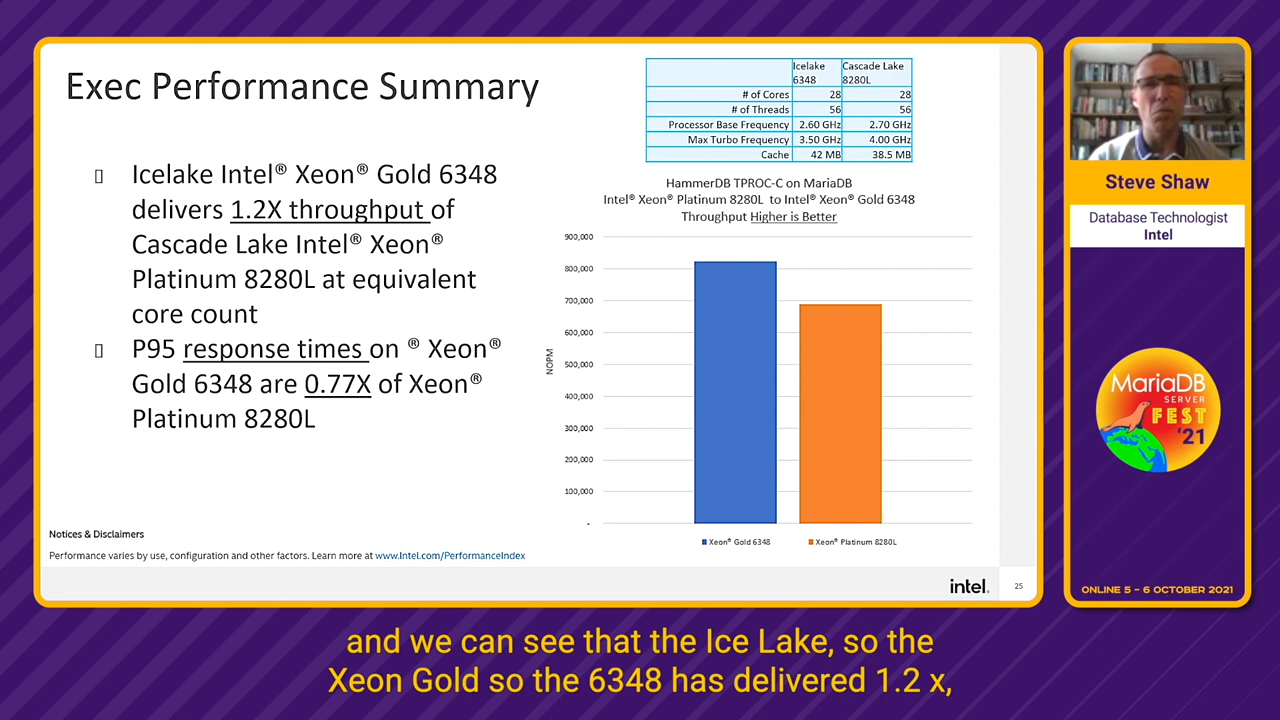 Exec Performance Summary
▯ Icelake Intel® Xeon® Gold 6348
delivers 1.2X throughput of
Cascade Lake Intel® Xeon®
Platinum 8280L at equivalent
core count
▯ P95 response times on ® Xeon®
Gold 6348 are 0.77X of Xeon®
Platinum 8280L
Notices & Disclaimers
Performance varies by use, configuration and other factors. Learn more at www.Intel.com/PerformanceIndex
Icelake 6348 Cascade Lake 8280L
# of Cores 28 28
# of Threads 56 56
Processor Base Frequency 2.60 GHz 2.70 GHz
Max Turbo Frequency 3.50 GHz 4.00 GHz
Cache 42 MB 38.5 MB
HammerDB TPROC-C on MariaDB
Intel® Xeon® Platinum 8280L to Intel® Xeon® Gold 6348
Throughput Higher is Better
900,000
800,000
700,000
600,000
500,000
400,000
300,000
200,000
100,000
-
NOPM
Xeon® Gold 6348 Xeon® Platinum 8280L
intel.
25
Steve Shaw
Database Technologist
Intel
MariaDB
SERVER
FEST
'21
ONLINE 5 - 6 OCTOBER 2021
and we can see that the Ice Lake, so the
Xeon Gold so the 6348 has delivered 1.2 x,